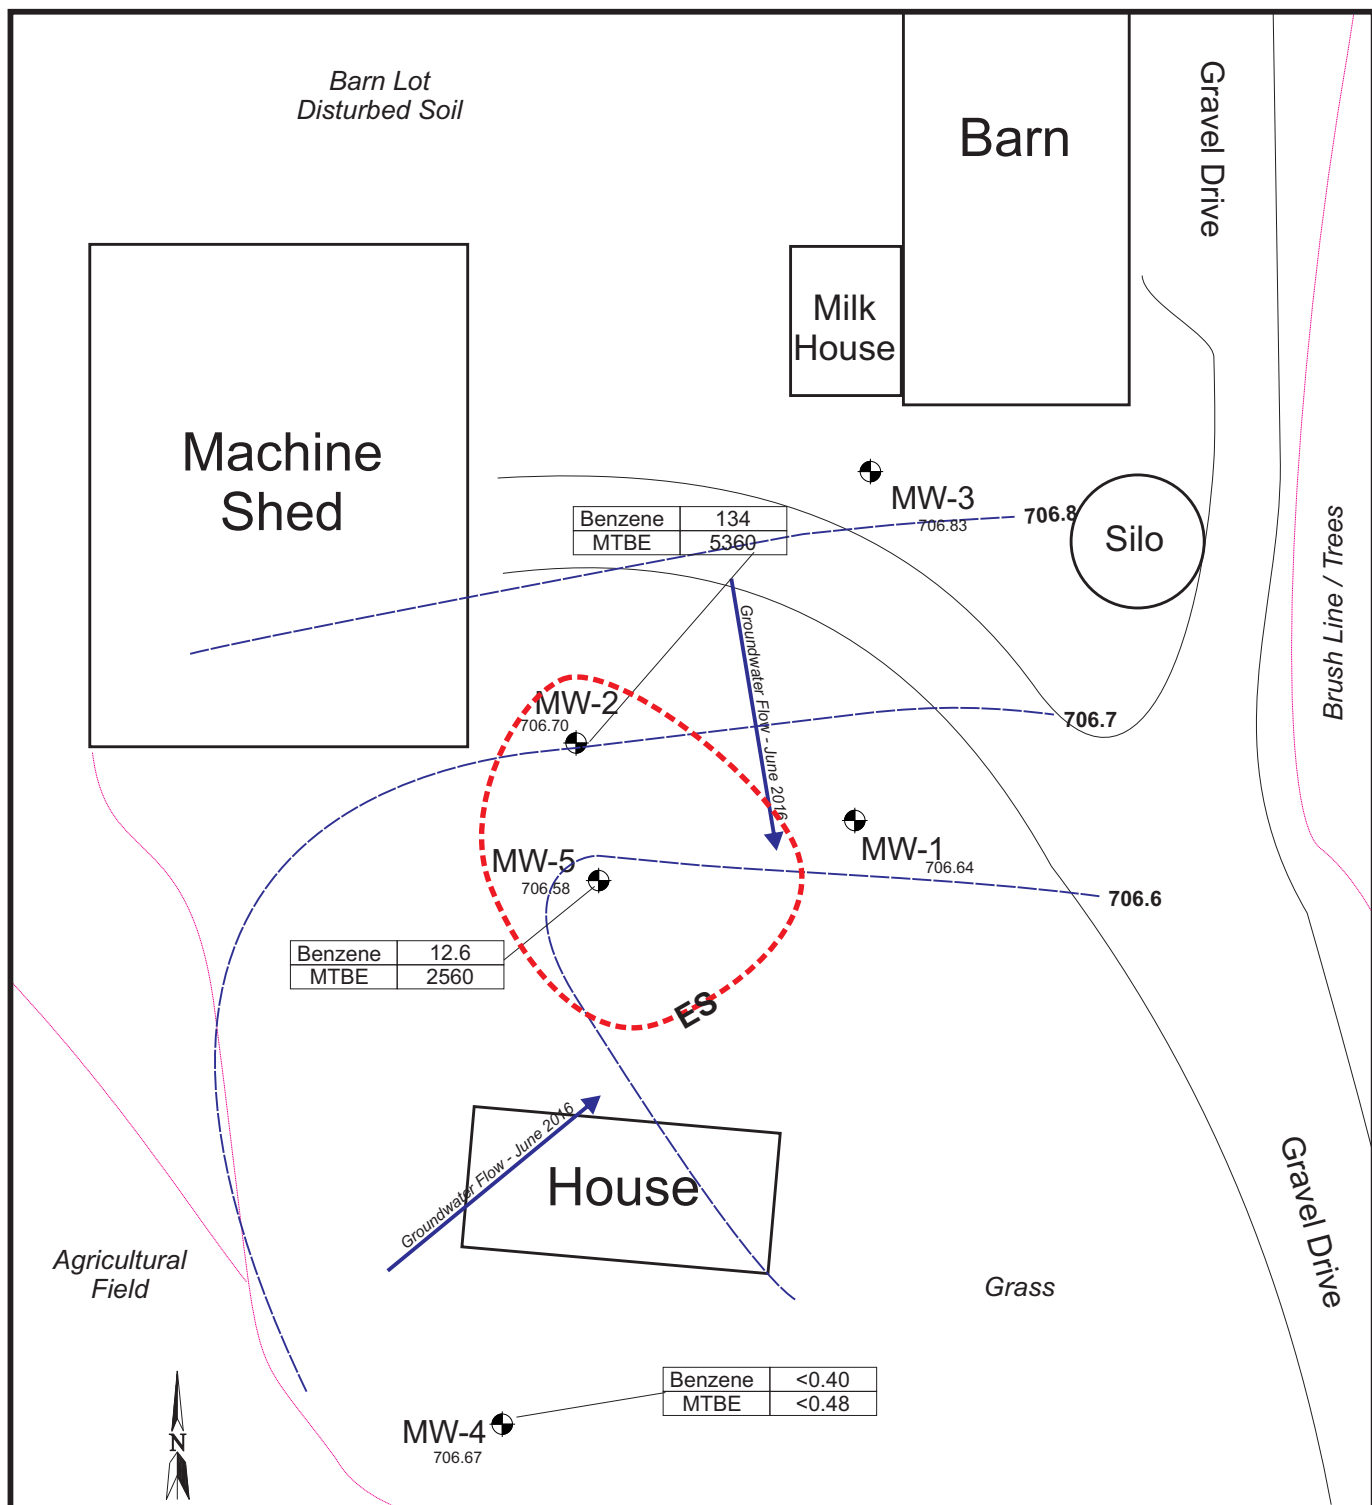 Barn Lot
Disturbed Soil
Barn
Gravel Drive
Milk
House
Machine
Shed
MW-3
706.83
706.8
Silo
Benzene 134
MTBE 5360
Groundwater Flow - June 2016
Brush Line / Trees
MW-2
706.70
706.7
MW-1
706.64
MW-5
706.58
706.6
Benzene 12.6
MTBE 2560
ES
Groundwater Flow - June 2016
House
Gravel Drive
Agricultural
Field
Grass
Benzene <0.40
MTBE <0.48
MW-4
706.67
N